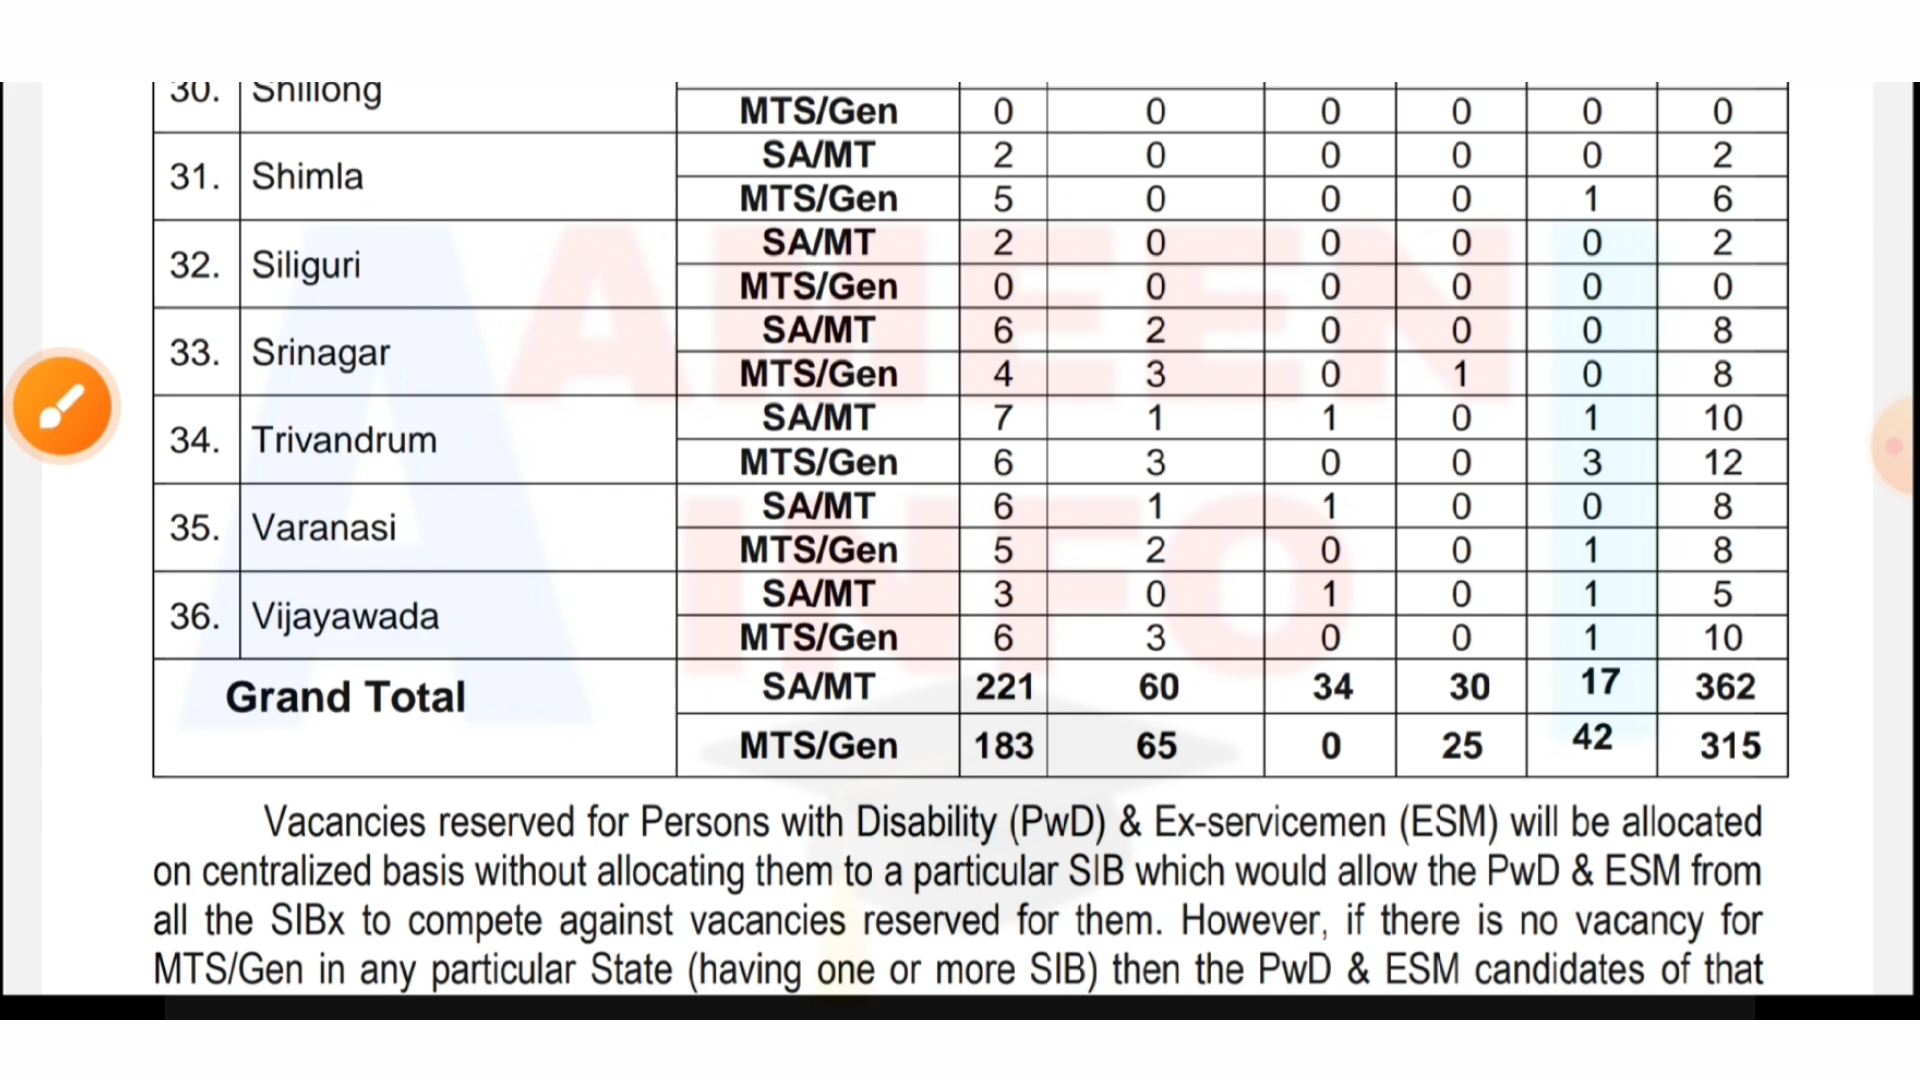 30. Shillong
MTS/Gen 0 0 0 0 0 0
31. Shimla SA/MT 2 0 0 0 0 2
MTS/Gen 5 0 0 0 1 6
32. Siliguri SA/MT 2 0 0 0 0 2
MTS/Gen 0 0 0 0 0 0
33. Srinagar SA/MT 6 2 0 0 0 8
MTS/Gen 4 3 0 1 0 8
34. Trivandrum SA/MT 7 1 1 0 1 10
MTS/Gen 6 3 0 0 3 12
35. Varanasi SA/MT 6 1 1 0 0 8
MTS/Gen 5 2 0 0 1 8
36. Vijayawada SA/MT 3 0 1 0 1 5
MTS/Gen 6 3 0 0 1 10
Grand Total SA/MT 221 60 34 30 17 362
MTS/Gen 183 65 0 25 42 315
Vacancies reserved for Persons with Disability (PwD) & Ex-servicemen (ESM) will be allocated
on centralized basis without allocating them to a particular SIB which would allow the PwD & ESM from
all the SIBx to compete against vacancies reserved for them. However, if there is no vacancy for
MTS/Gen in any particular State (having one or more SIB) then the PwD & ESM candidates of that
INFO